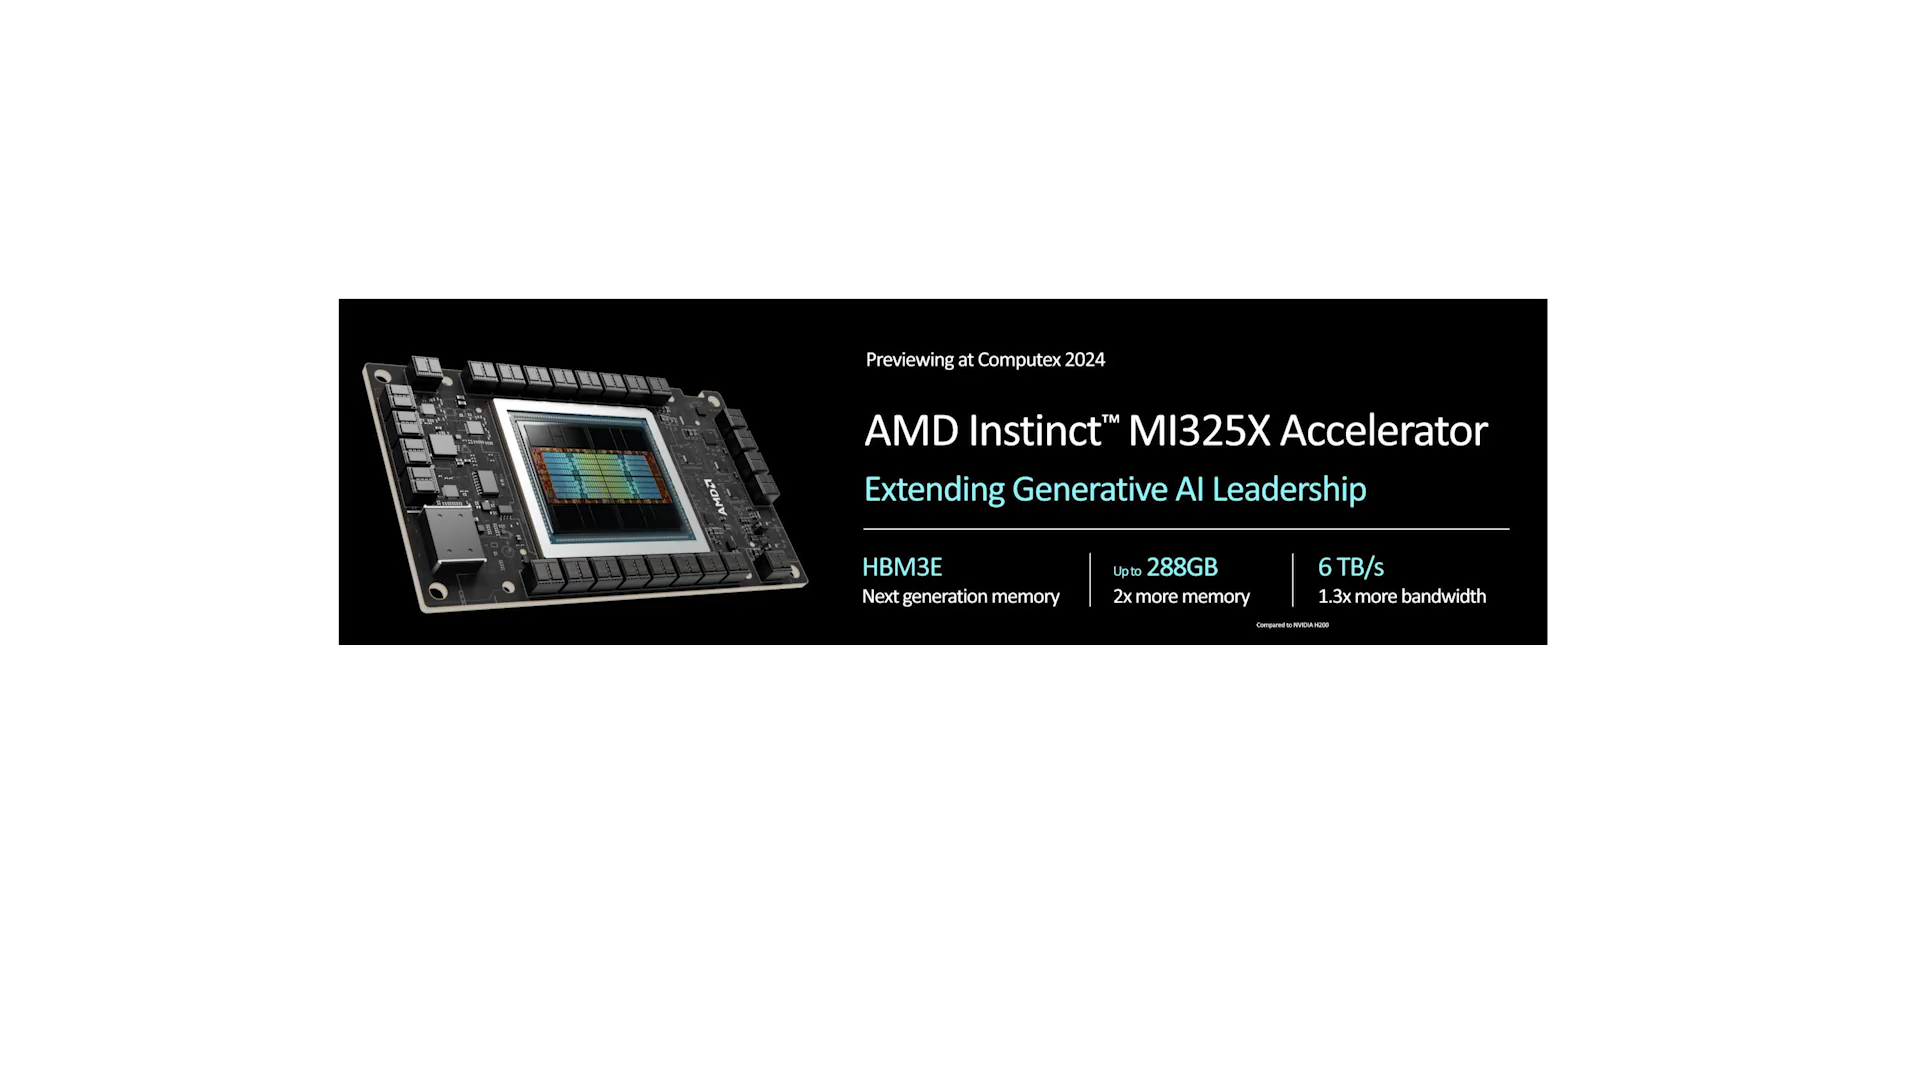 Previewing at Computex 2024
AMD Instinct™ MI325X Accelerator
Extending Generative AI Leadership
HBM3E
Next generation memory
Up to 288GB
2x more memory
6 TB/s
1.3x more bandwidth
Compared to NVIDIA H200
AMD